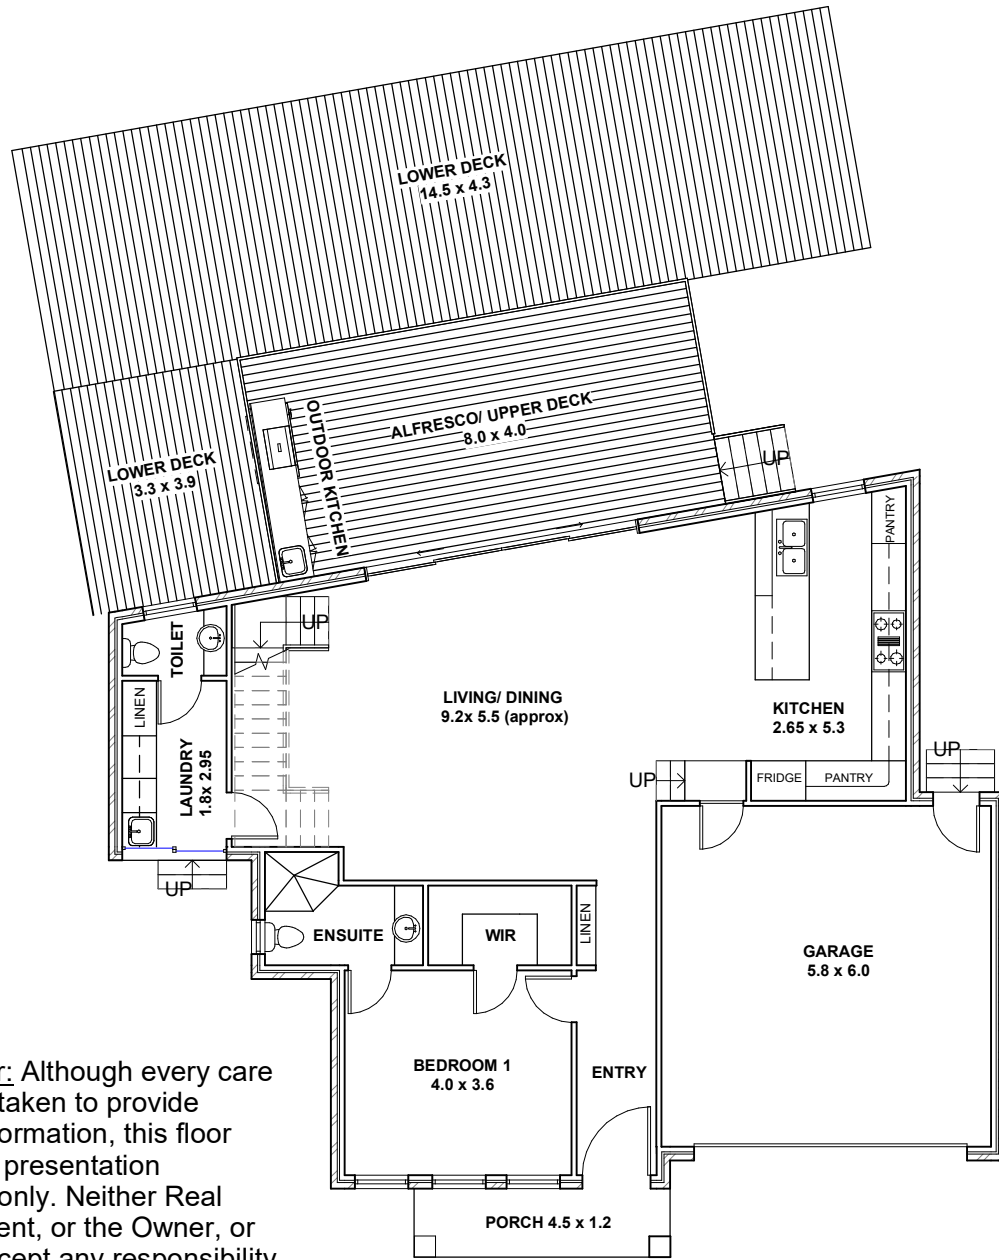 LOWER DECK
14.5 x 4.3
ALFRESCO/ UPPER DECK
8.0 x 4.0
OUTDOOR KITCHEN
LOWER DECK
3.3 x 3.9
UP
PANTRY
UP
TOILET
LINEN
LIVING/ DINING
9.2x 5.5 (approx)
KITCHEN
2.65 x 5.3
LAUNDRY
1.8x 2.95
UP
FRIDGE
PANTRY
UP
UP
ENSUITE
WIR
LINEN
GARAGE
5.8 x 6.0
BEDROOM 1
4.0 x 3.6
ENTRY
PORCH 4.5 x 1.2
r: Although every care
taken to provide
ormation, this floor
presentation
only. Neither Real
ent, or the Owner, or
cept any responsibility